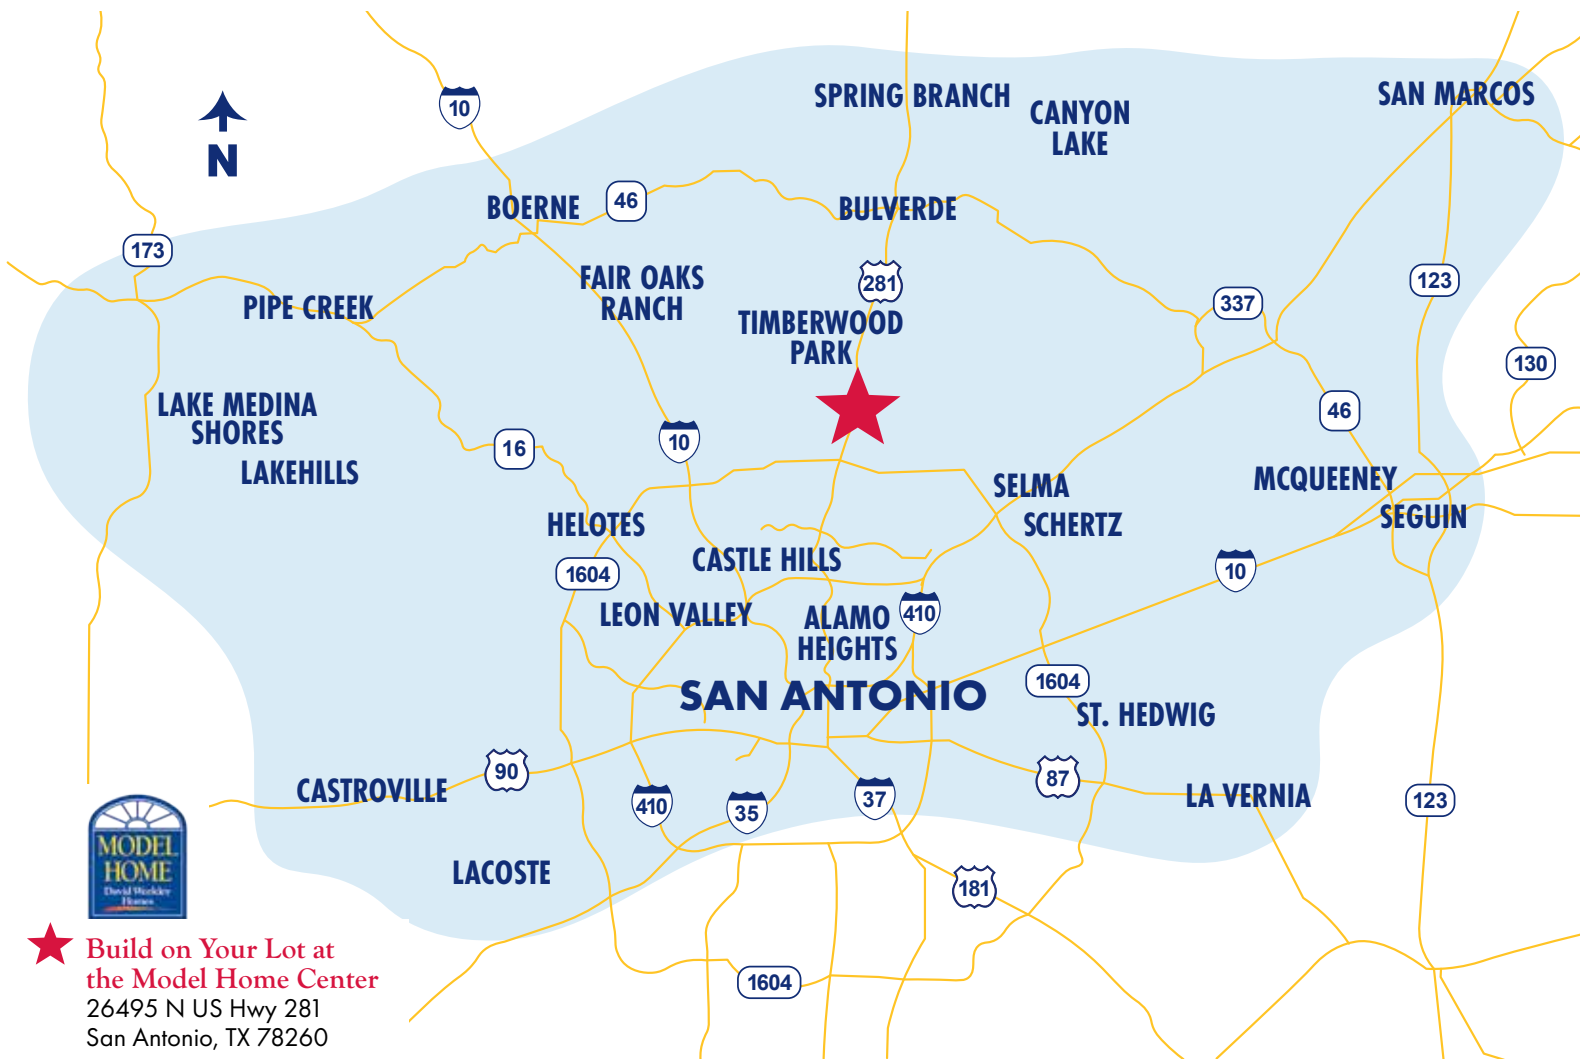 SPRING BRANCH
CANYON
LAKE
SAN MARCOS
10
N
BOERNE
46
BULVERDE
173
FAIR OAKS
RANCH
281
123
PIPE CREEK
337
TIMBERWOOD
PARK
130
LAKE MEDINA
SHORES
46
16
10
LAKEHILLS
SELMA
MCQUEENEY
HELOTES
SCHERTZ
SEGUIN
CASTLE HILLS
1604
10
LEON VALLEY
ALAMO
HEIGHTS
410
SAN ANTONIO
1604
ST. HEDWIG
90
87
CASTROVILLE
LA VERNIA
410
35
37
123
MODEL
HOME
David Weekley
Homes
LACOSTE
181
Build on Your Lot at
the Model Home Center
26495 N US Hwy 281
San Antonio, TX 78260
1604